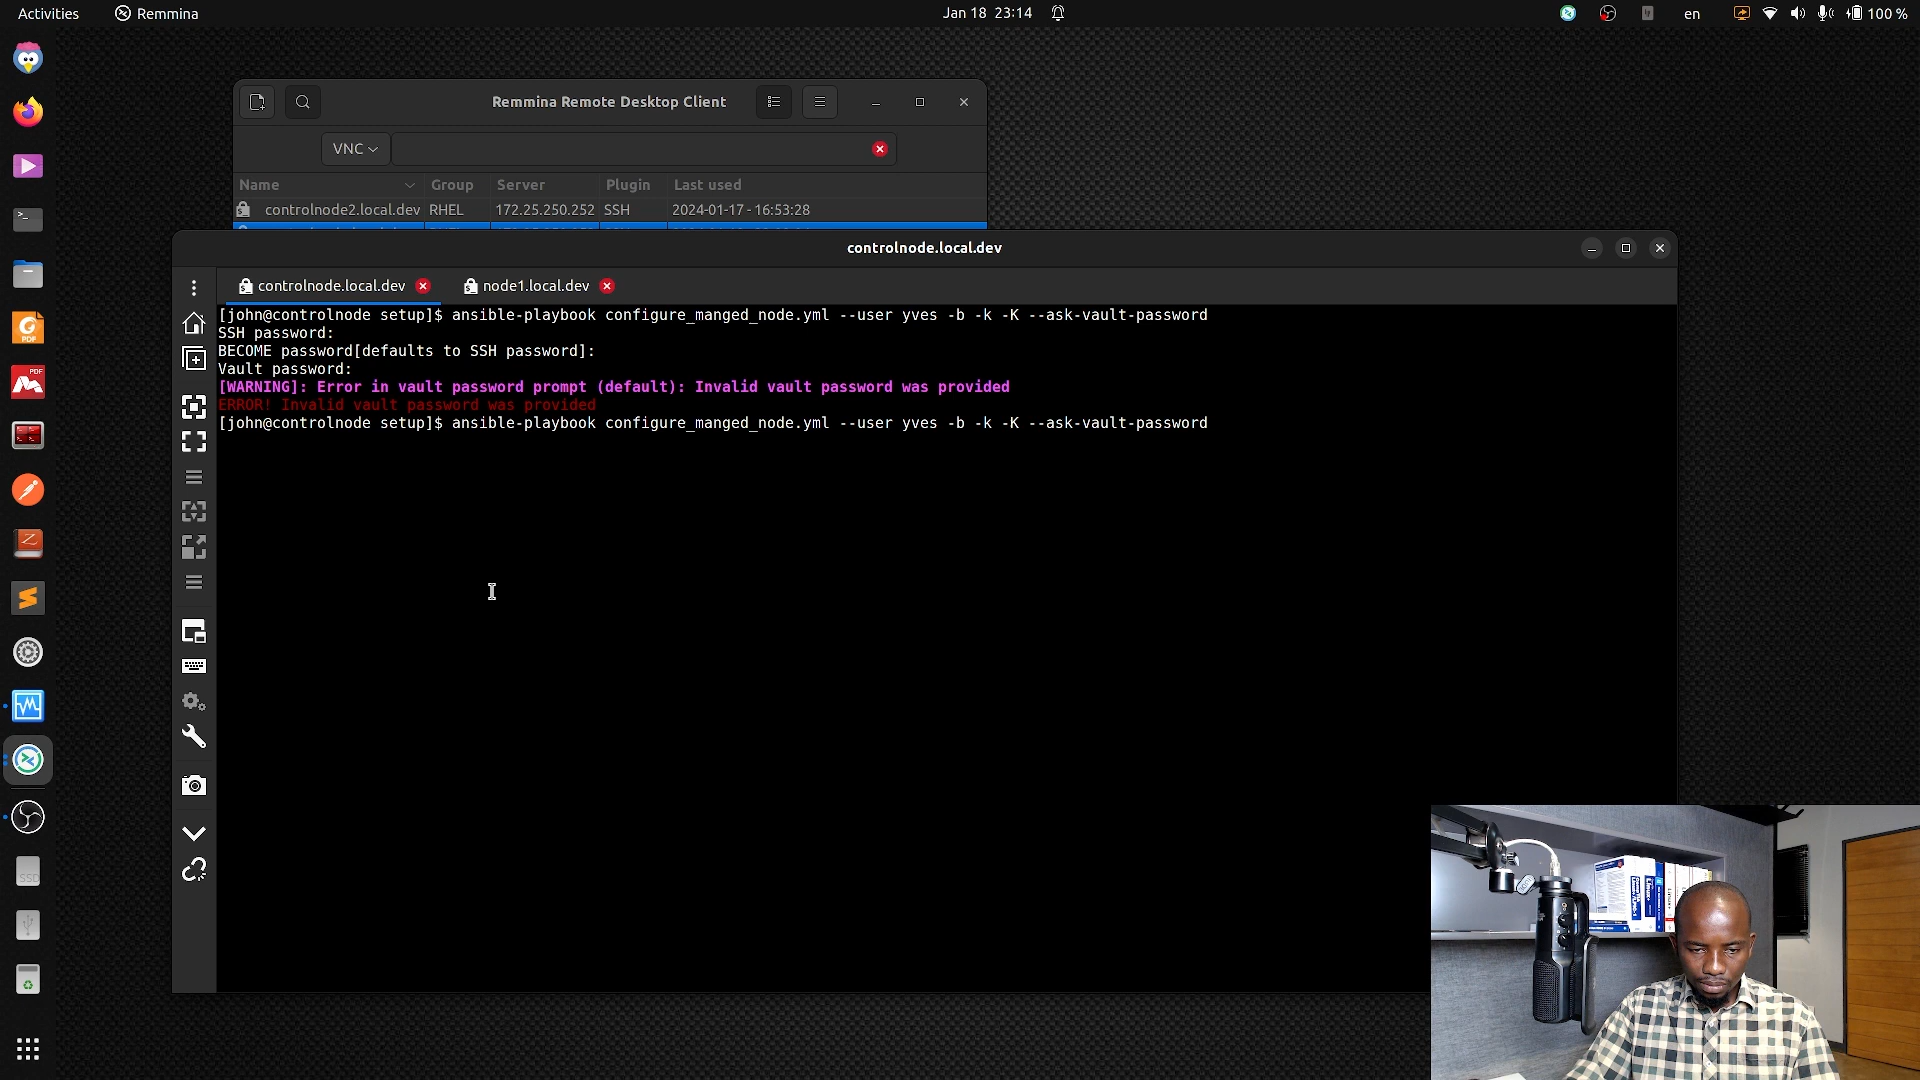 Activities
Remmina
Jan 18 23:14
en
100 %
Remmina Remote Desktop Client
VNC
Name Group Server Plugin Last used
controlnode2.local.dev RHEL 172.25.250.252 SSH 2024-01-17 - 16:53:28
controlnode.local.dev
controlnode.local.dev
node1.local.dev
[john@controlnode setup]$ ansible-playbook configure_manged_node.yml --user yves -b -k -K --ask-vault-password
SSH password:
BECOME password[defaults to SSH password]:
Vault password:
[WARNING]: Error in vault password prompt (default): Invalid vault password was provided
ERROR! Invalid vault password was provided
[john@controlnode setup]$ ansible-playbook configure_manged_node.yml --user yves -b -k -K --ask-vault-password
PDF
PDF
SSD